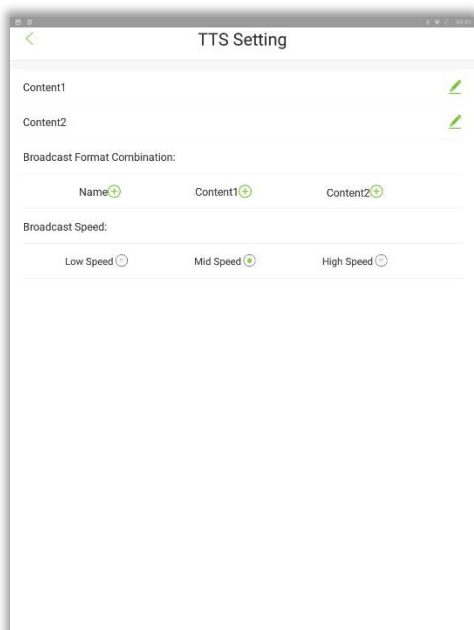 TTS Setting
Content1
Content2
Broadcast Format Combination:
Name Content1 Content2
Broadcast Speed:
Low Speed Mid Speed High Speed